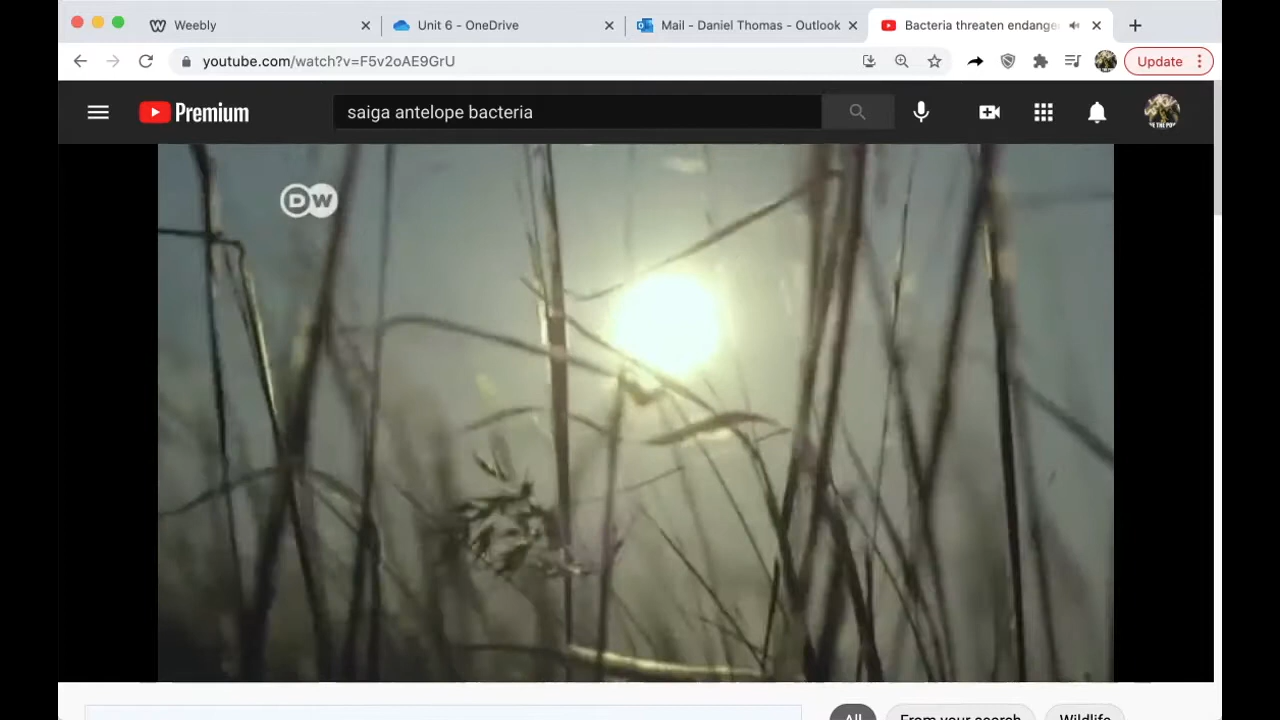 Weebly
Unit 6 - OneDrive
Mail - Daniel Thomas - Outlook
Bacteria threaten endange
youtube.com/watch?v=F5v2oAE9GrU
Update
Premium
saiga antelope bacteria
DW
All
From your search
Wildlife